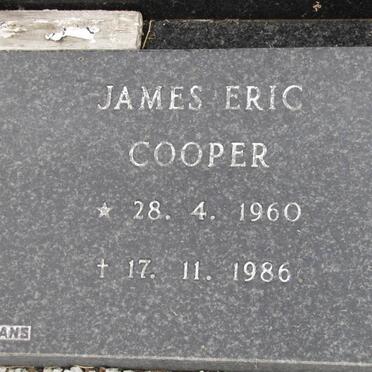 JAMES ERIC
COOPER
* 28. 4. 1960
† 17. 11. 1986
ANS